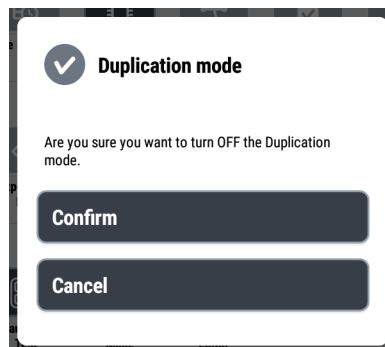 Duplication mode
Are you sure you want to turn OFF the Duplication
mode.
Confirm
Cancel